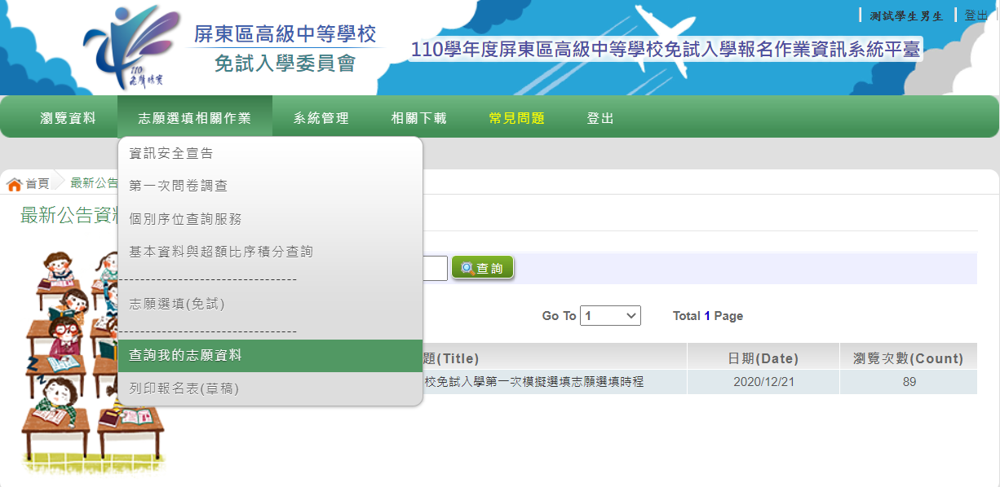 測試學生男生 登出
屏東區高級中等學校
免試入學委員會
110學年度屏東區高級中等學校免試入學報名作業資訊系統平臺
110
瀏覽資料 志願選填相關作業 系統管理 相關下載 常見問題 登出
資訊安全宣告
第一次問卷調查
個別序位查詢服務
基本資料與超額比序積分查詢
------------------------------
志願選填(免試)
------------------------------
查詢我的志願資料
列印報名表(草稿)
首頁 最新公告
最新公告資料
查詢
Go To 1 Total 1 Page
題(Title) 日期(Date) 瀏覽次數(Count)
校免試入學第一次模擬選填志願選填時程 2020/12/21 89